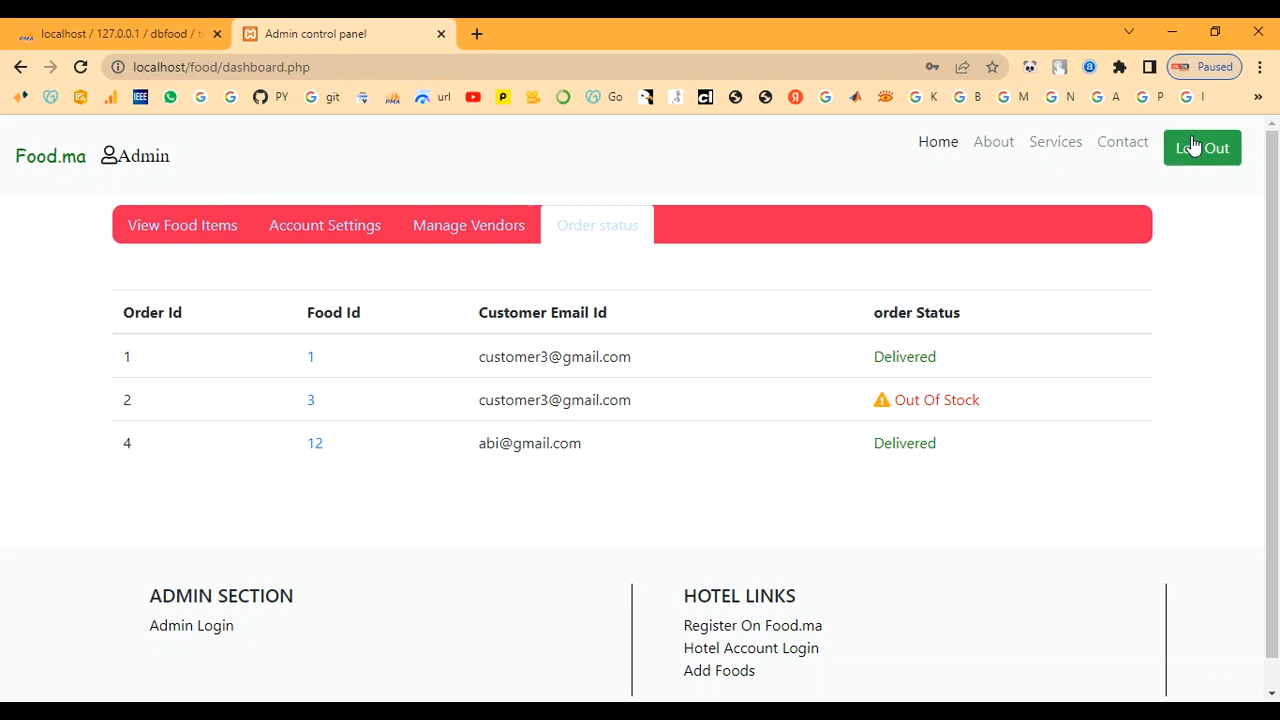 localhost / 127.0.0.1 / dbfood / t
Admin control panel
localhost/food/dashboard.php
Paused
PY
git
url
Go
K
B
M
N
A
P
I
Food.ma
Admin
Home
About
Services
Contact
Out
View Food Items
Account Settings
Manage Vendors
Order status
Order Id Food Id Customer Email Id order Status
1 1 customer3@gmail.com Delivered
2 3 customer3@gmail.com Out Of Stock
4 12 abi@gmail.com Delivered
ADMIN SECTION
Admin Login
HOTEL LINKS
Register On Food.ma
Hotel Account Login
Add Foods